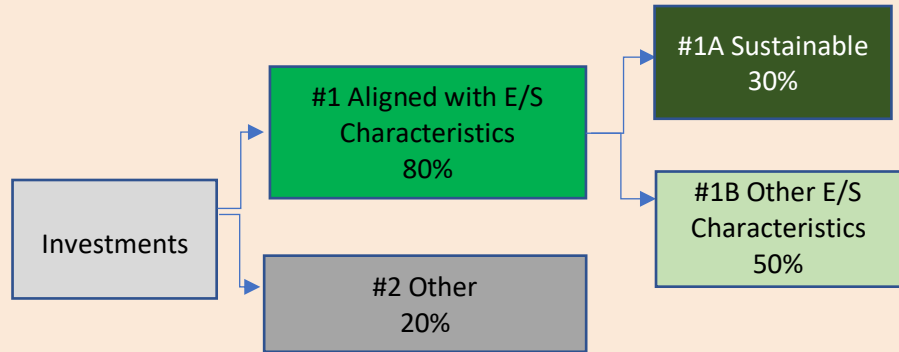 Investments
#1 Aligned with E/S
Characteristics
80%
#2 Other
20%
#1A Sustainable
30%
#1B Other E/S
Characteristics
50%